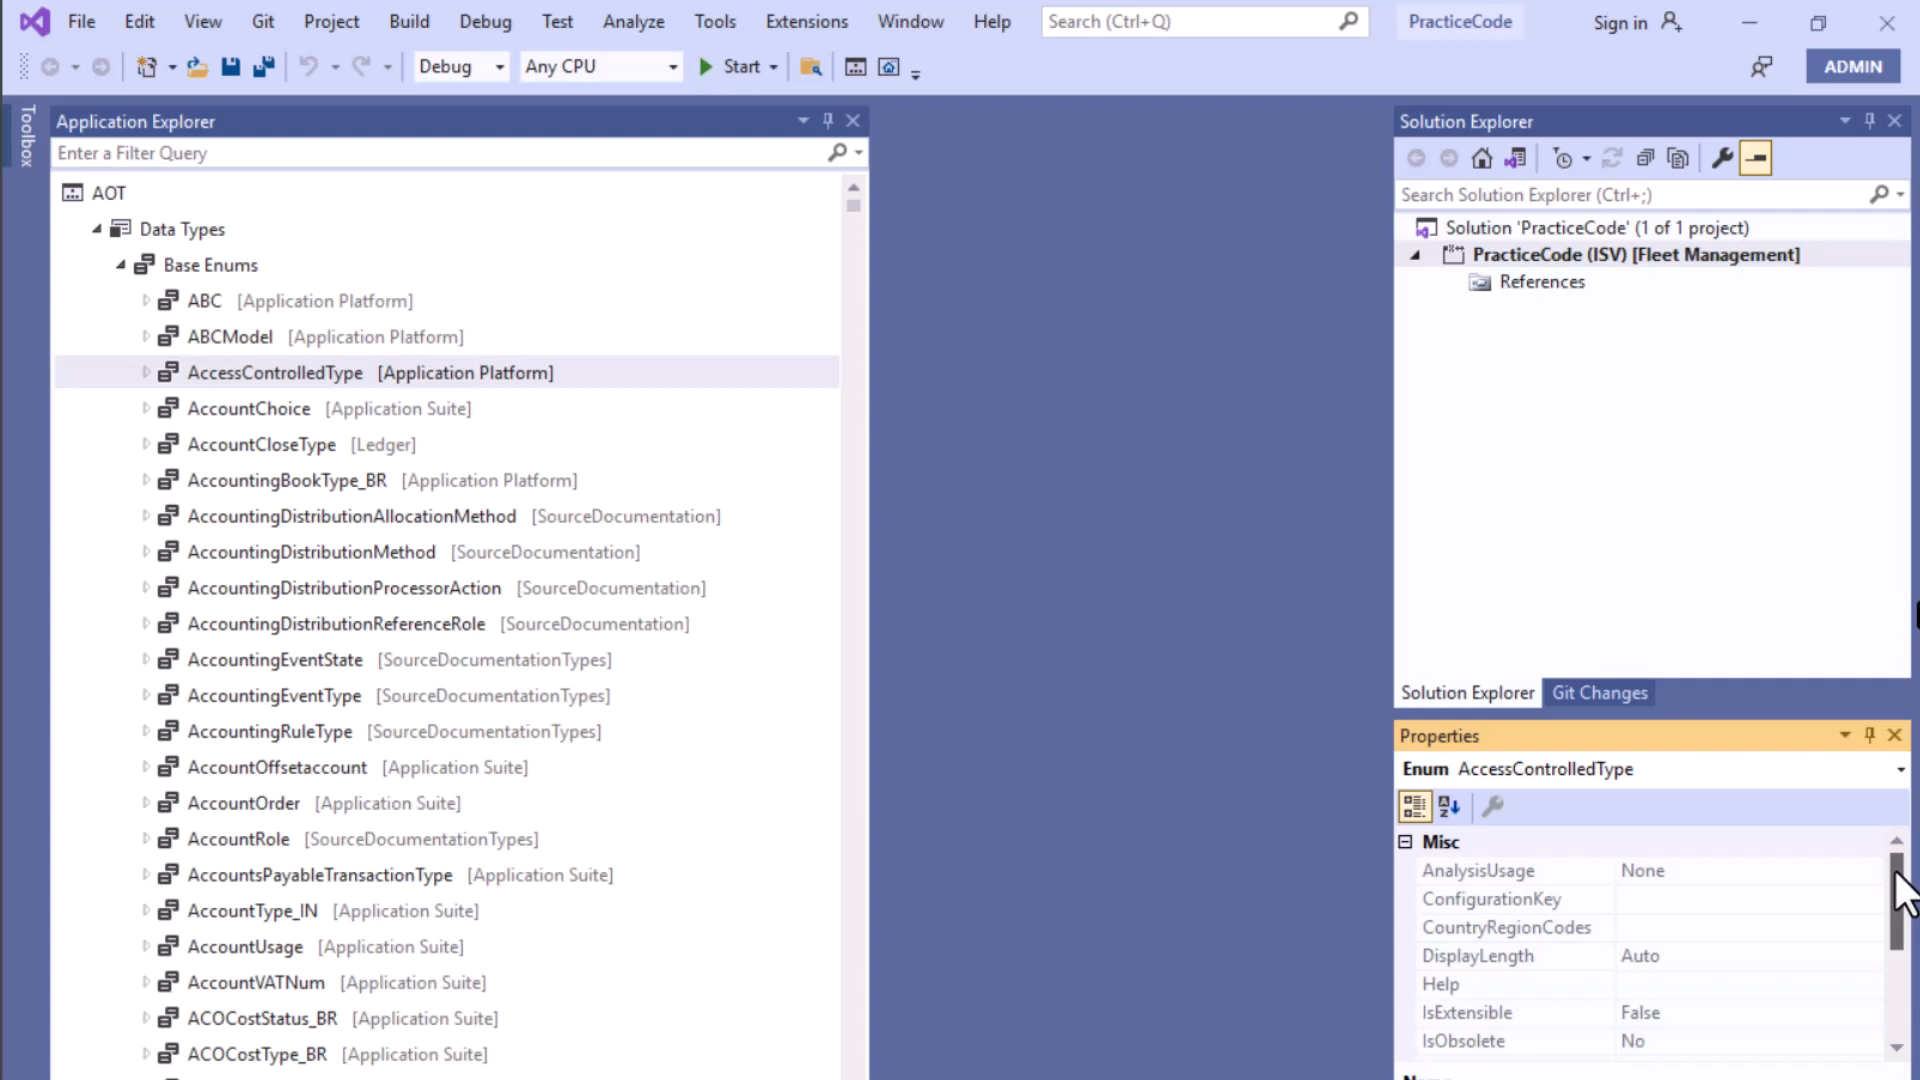 File Edit View Git Project Build Debug Test Analyze Tools Extensions Window Help Search (Ctrl+Q) PracticeCode Sign in
Debug Any CPU Start ADMIN
Toolbox
Application Explorer
Enter a Filter Query
AOT
Data Types
Base Enums
ABC [Application Platform]
ABCModel [Application Platform]
AccessControlledType [Application Platform]
AccountChoice [Application Suite]
AccountCloseType [Ledger]
AccountingBookType_BR [Application Platform]
AccountingDistributionAllocationMethod [SourceDocumentation]
AccountingDistributionMethod [SourceDocumentation]
AccountingDistributionProcessorAction [SourceDocumentation]
AccountingDistributionReferenceRole [SourceDocumentation]
AccountingEventState [SourceDocumentationTypes]
AccountingEventType [SourceDocumentationTypes]
AccountingRuleType [SourceDocumentationTypes]
AccountOffsetaccount [Application Suite]
AccountOrder [Application Suite]
AccountRole [SourceDocumentationTypes]
AccountsPayableTransactionType [Application Suite]
AccountType_IN [Application Suite]
AccountUsage [Application Suite]
AccountVATNum [Application Suite]
ACOCostStatus_BR [Application Suite]
ACOCostType_BR [Application Suite]
Solution Explorer
Search Solution Explorer (Ctrl+;)
Solution 'PracticeCode' (1 of 1 project)
PracticeCode (ISV) [Fleet Management]
References
Solution Explorer Git Changes
Properties
Enum AccessControlledType
Misc
AnalysisUsage None
ConfigurationKey
CountryRegionCodes
DisplayLength Auto
Help
IsExtensible False
IsObsolete No